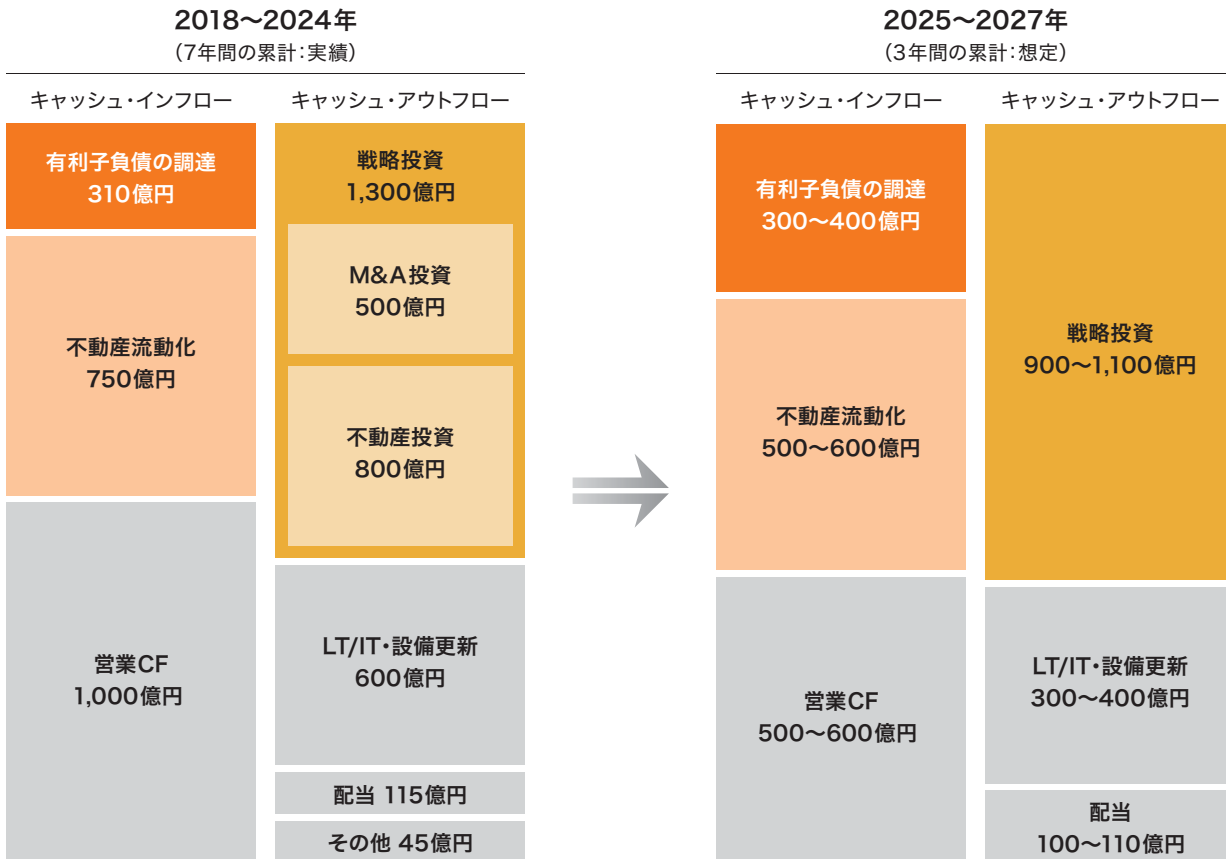 2018～2024年
（7年間の累計：実績）
キャッシュ・インフロー
キャッシュ・アウトフロー
有利子負債の調達
310億円
不動産流動化
750億円
営業CF
1,000億円
戦略投資
1,300億円
M&A投資
500億円
不動産投資
800億円
LT/IT・設備更新
600億円
配当 115億円
その他 45億円
2025～2027年
（3年間の累計：想定）
キャッシュ・インフロー
キャッシュ・アウトフロー
有利子負債の調達
300～400億円
不動産流動化
500～600億円
営業CF
500～600億円
戦略投資
900～1,100億円
LT/IT・設備更新
300～400億円
配当
100～110億円